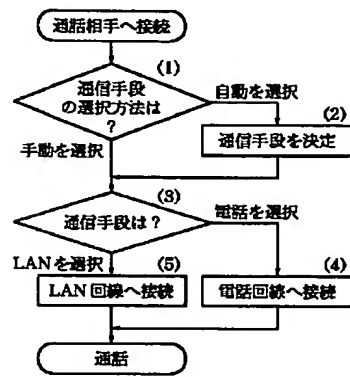 通話相手へ接続
(1)
通信手段
の選択方法は
?
自動を選択
(2)
通信手段を決定
手動を選択
(3)
通信手段は?
電話を選択
LANを選択
(5)
(4)
LAN回線へ接続
電話回線へ接続
通話